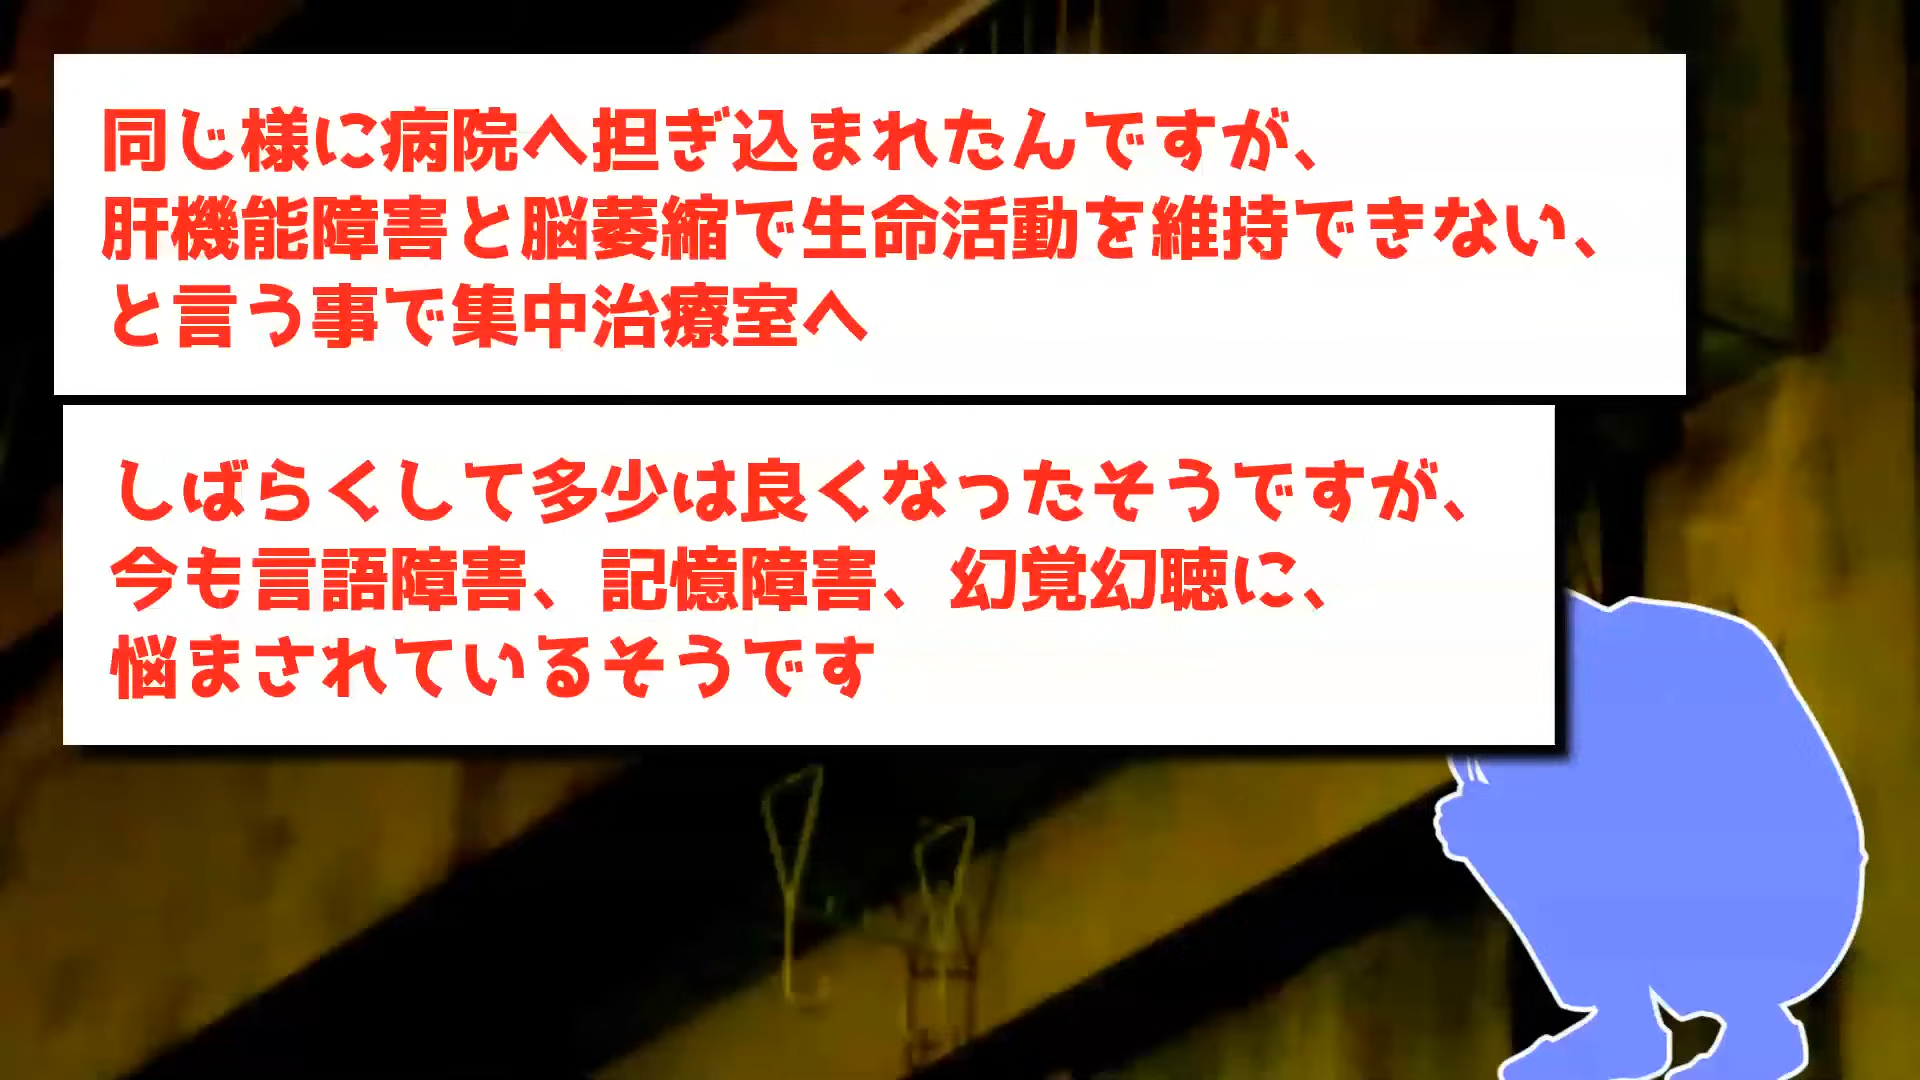 同じ様に病院へ担ぎ込まれたんですが、
肝機能障害と脳萎縮で生命活動を維持できない、
と言う事で集中治療室へ
しばらくして多少は良くなったそうですが、
今も言語障害、記憶障害、幻覚幻聴に、
悩まされているそうです